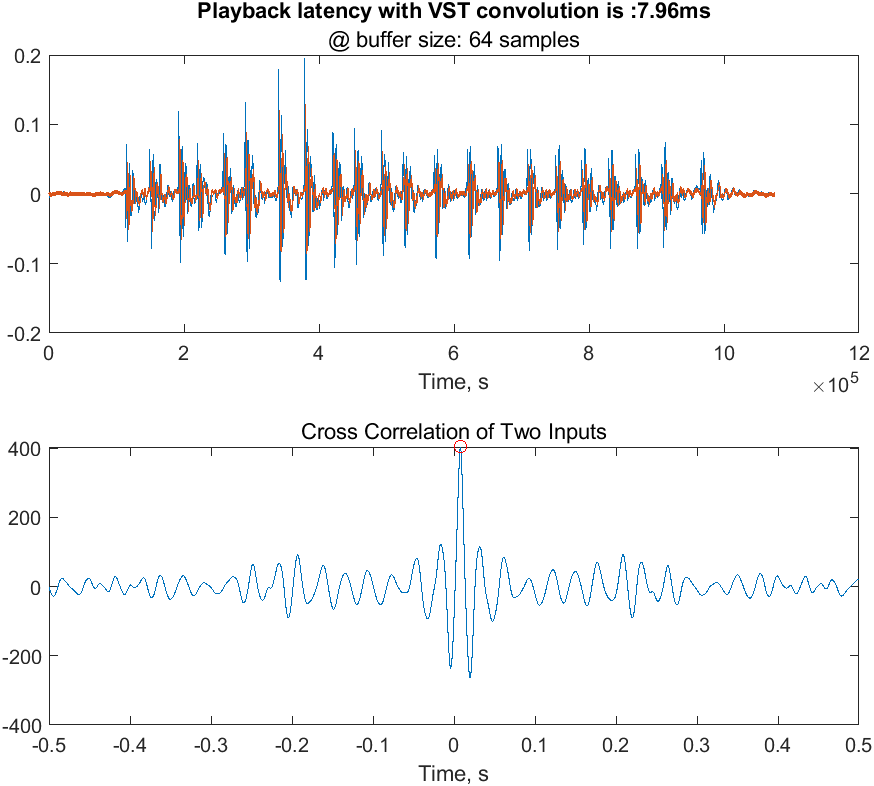 Playback latency with VST convolution is :7.96ms
@ buffer size: 64 samples
0.2
0.1
0
-0.1
-0.2
0 2 4 6 8 10 12
×10^5
Time, s
Cross Correlation of Two Inputs
400
200
0
-200
-400
-0.5 -0.4 -0.3 -0.2 -0.1 0 0.1 0.2 0.3 0.4 0.5
Time, s